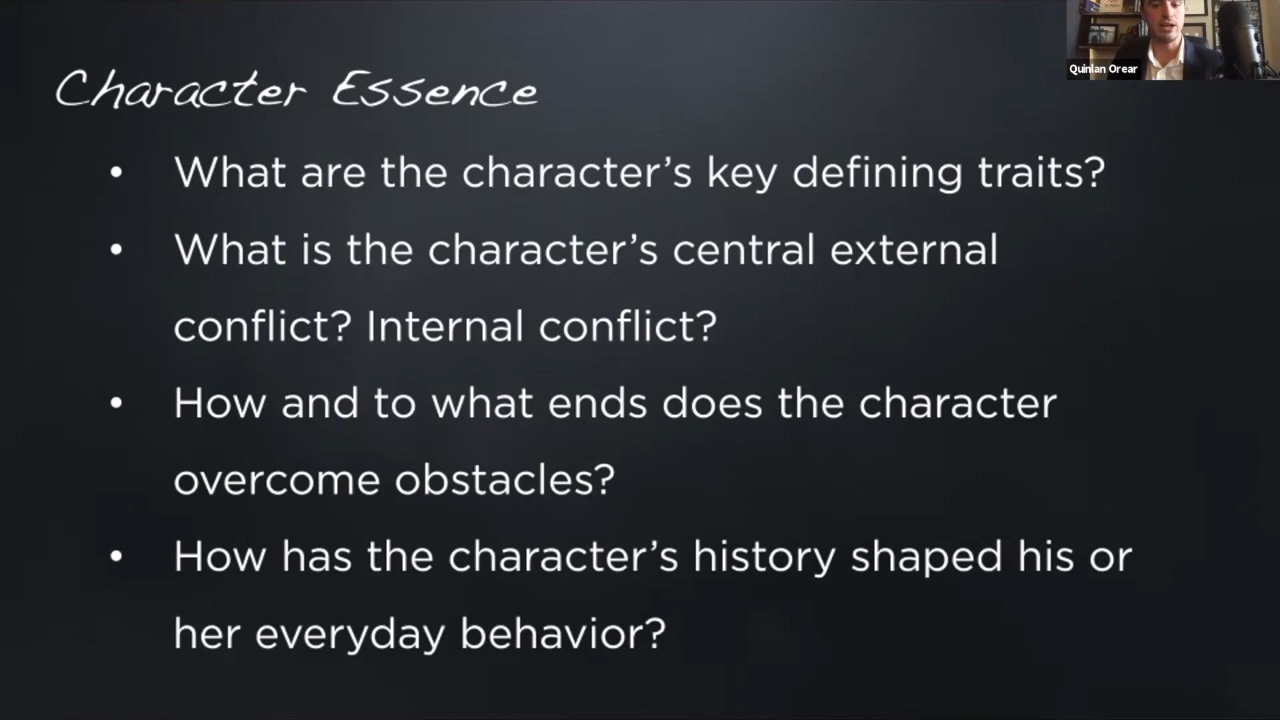 Quinlan Orear
Character Essence
• What are the character’s key defining traits?
• What is the character’s central external
conflict? Internal conflict?
• How and to what ends does the character
overcome obstacles?
• How has the character’s history shaped his or
her everyday behavior?